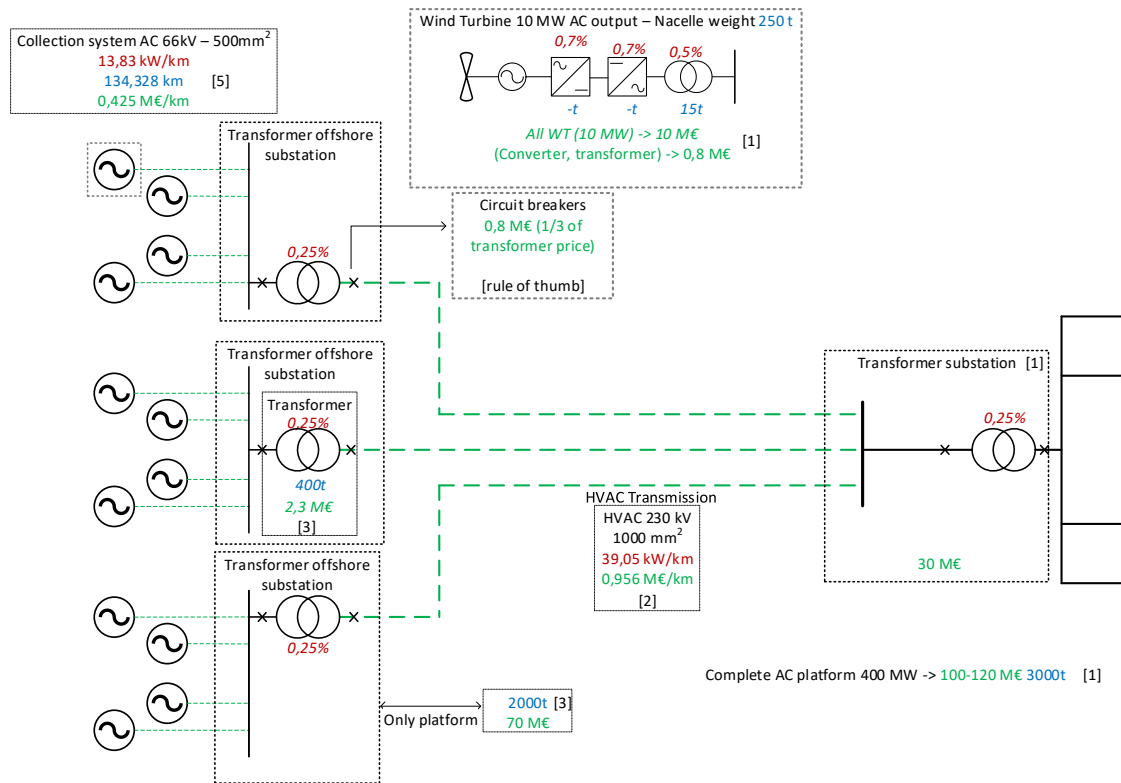 Collection system AC 66kV – 500mm²
13,83 kW/km
134,328 km [5]
0,425 M€/km
Wind Turbine 10 MW AC output – Nacelle weight 250 t
0,7%
0,7%
0,5%
-t
-t
15t
All WT (10 MW) -> 10 M€
(Converter, transformer) -> 0,8 M€
[1]
Transformer offshore
substation
0,25%
Circuit breakers
0,8 M€ (1/3 of
transformer price)
[rule of thumb]
Transformer offshore
substation
Transformer
0,25%
400t
2,3 M€
[3]
Transformer substation [1]
0,25%
30 M€
HVAC Transmission
HVAC 230 kV
1000 mm²
39,05 kW/km
0,956 M€/km
[2]
Transformer offshore
substation
0,25%
Only platform
2000t [3]
70 M€
Complete AC platform 400 MW -> 100-120 M€ 3000t [1]